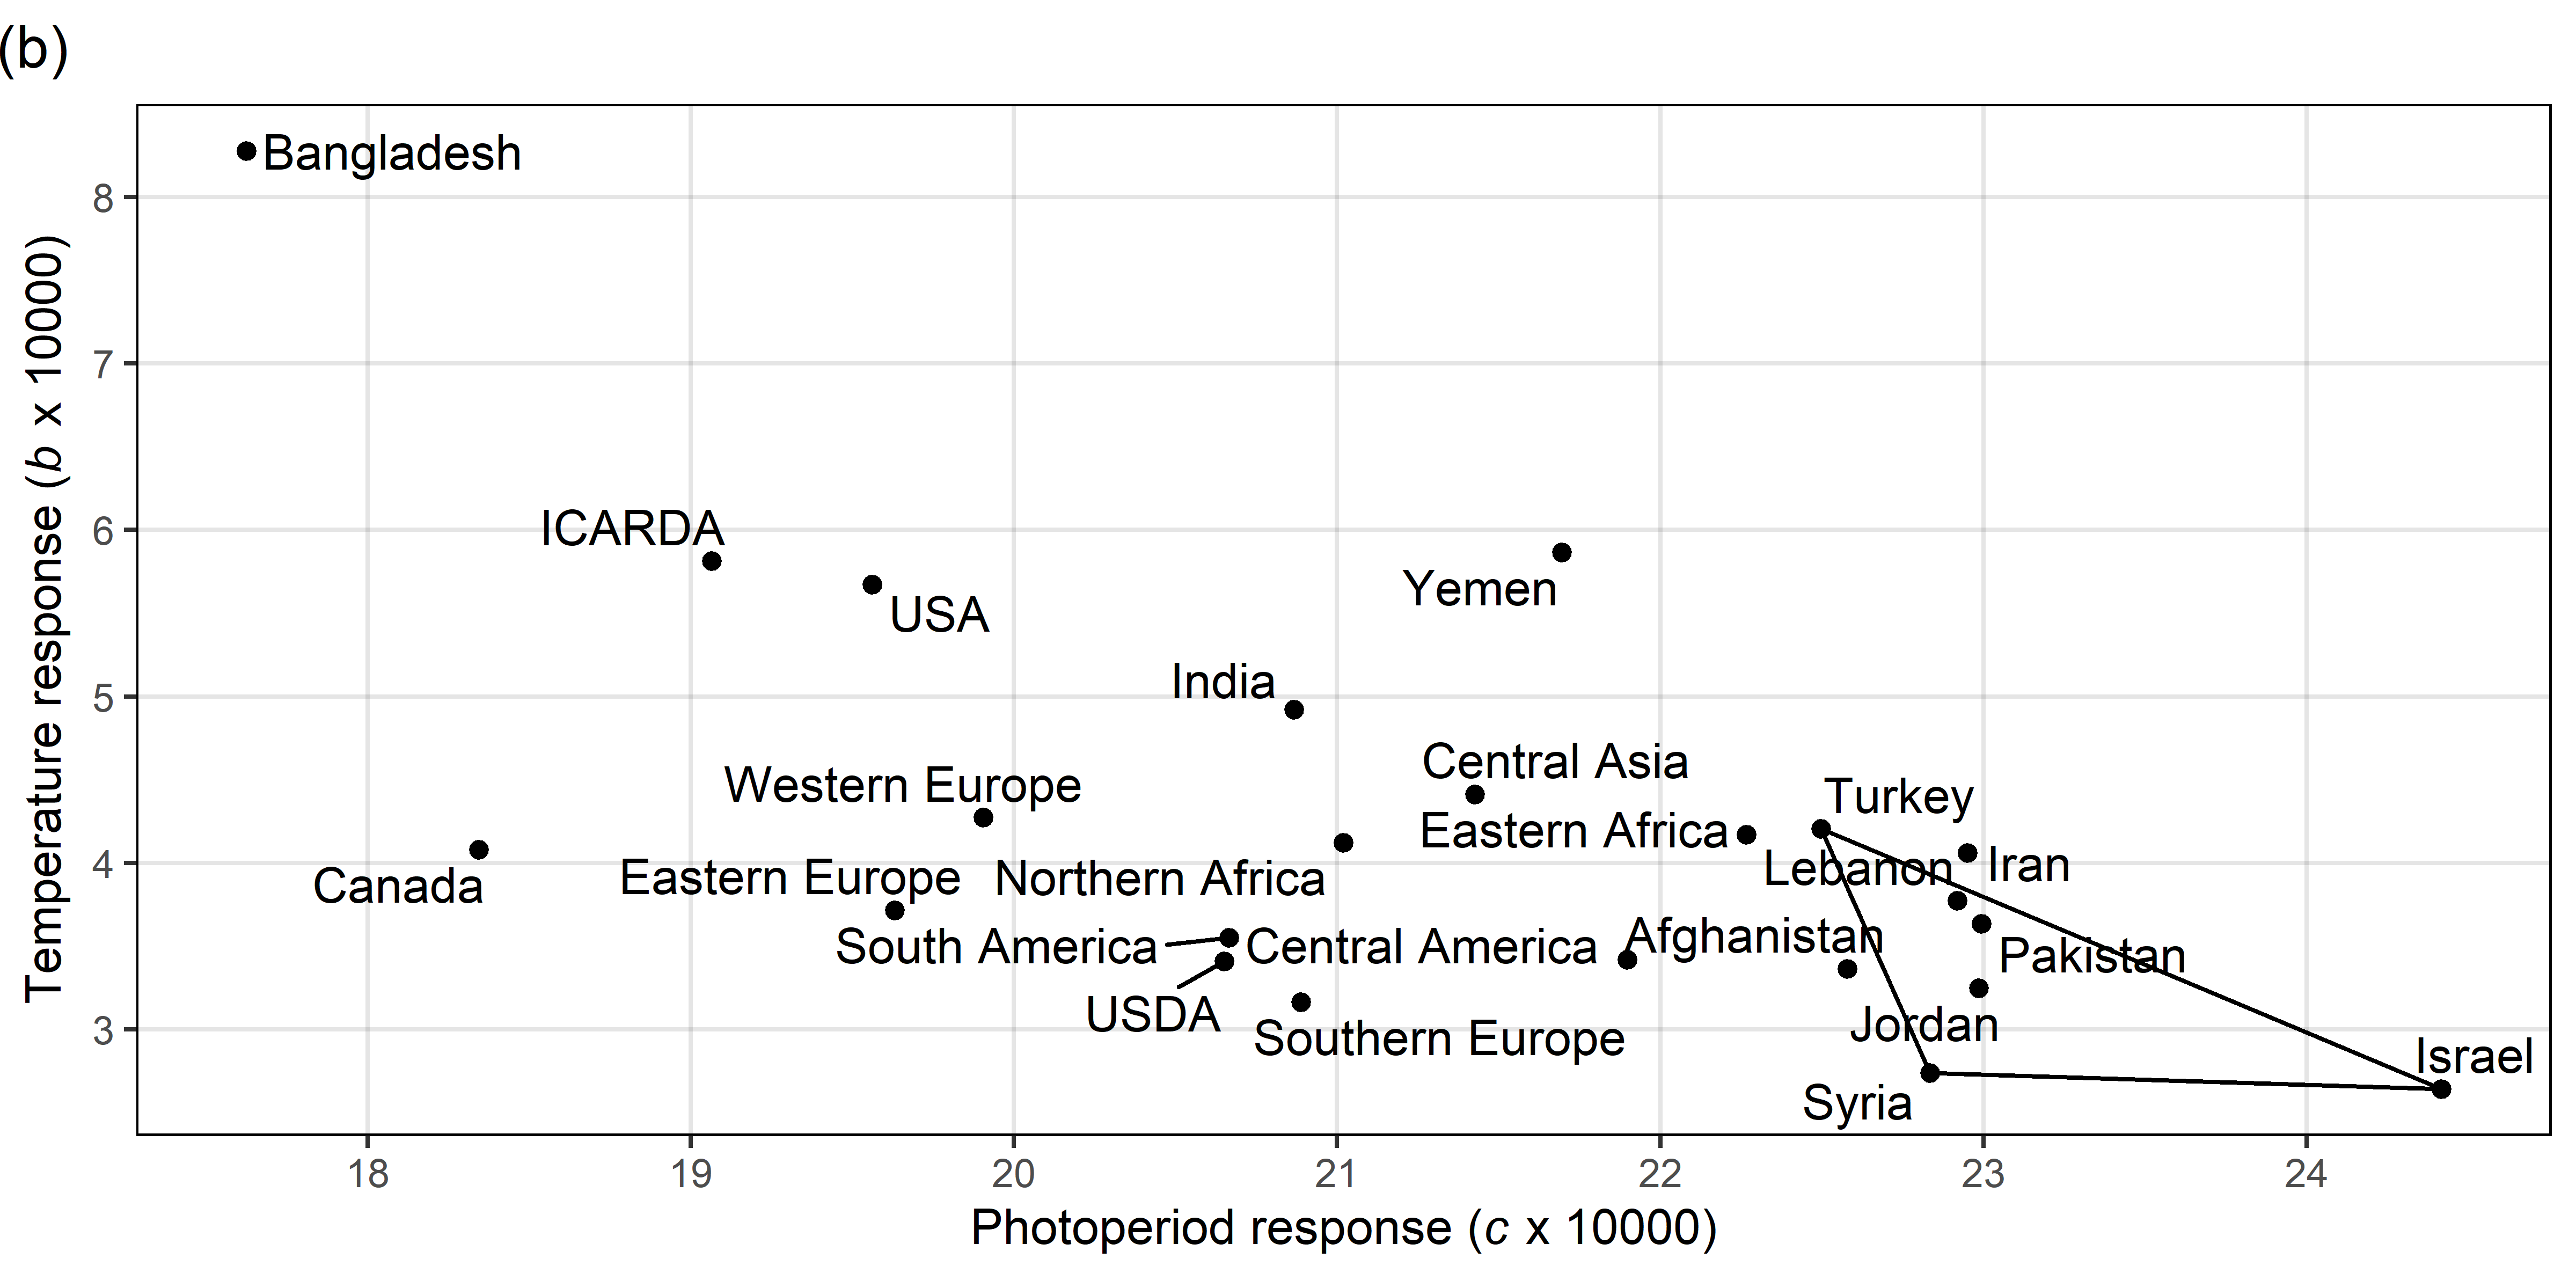 (b)
Bangladesh
8
7
ICARDA
6
USA
Yemen
India
5
Central Asia
Western Europe
Turkey
Eastern Africa
4
Canada
Eastern Europe
Northern Africa
Lebanon
Iran
South America
Central America
Afghanistan
Pakistan
USDA
3
Southern Europe
Jordan
Israel
Syria
Temperature response (b x 10000)
18 19 20 21 22 23 24
Photoperiod response (c x 10000)